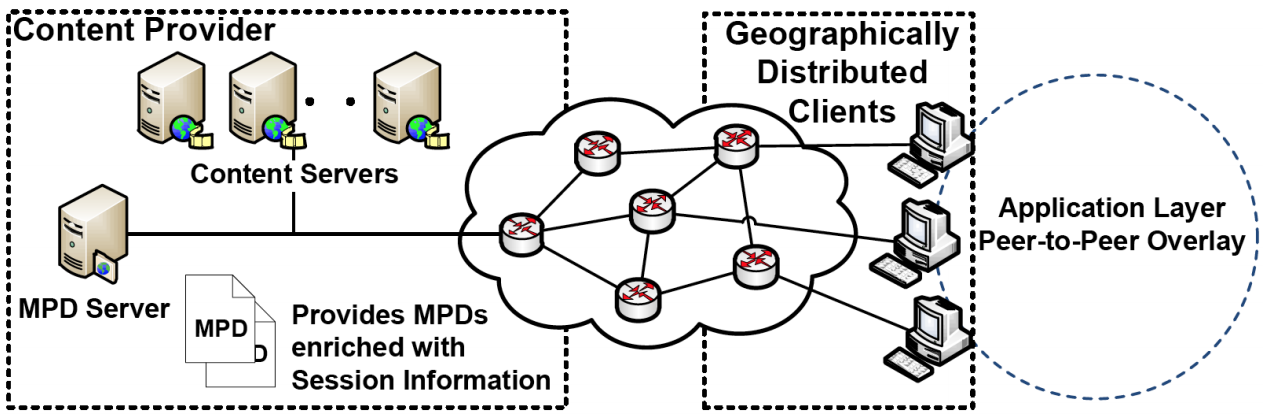 Content Provider
Content Servers
MPD Server
MPD
D
Provides MPDs
enriched with
Session Information
Geographically
Distributed
Clients
Application Layer
Peer-to-Peer Overlay